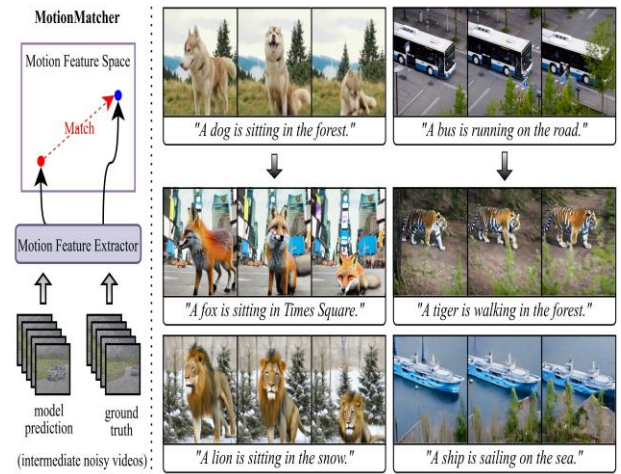 MotionMatcher
Motion Feature Space
Match
Motion Feature Extractor
model
prediction
ground
truth
(intermediate noisy videos)
"A dog is sitting in the forest."
"A bus is running on the road."
"A fox is sitting in Times Square."
"A tiger is walking in the forest."
"A lion is sitting in the snow."
"A ship is sailing on the sea."